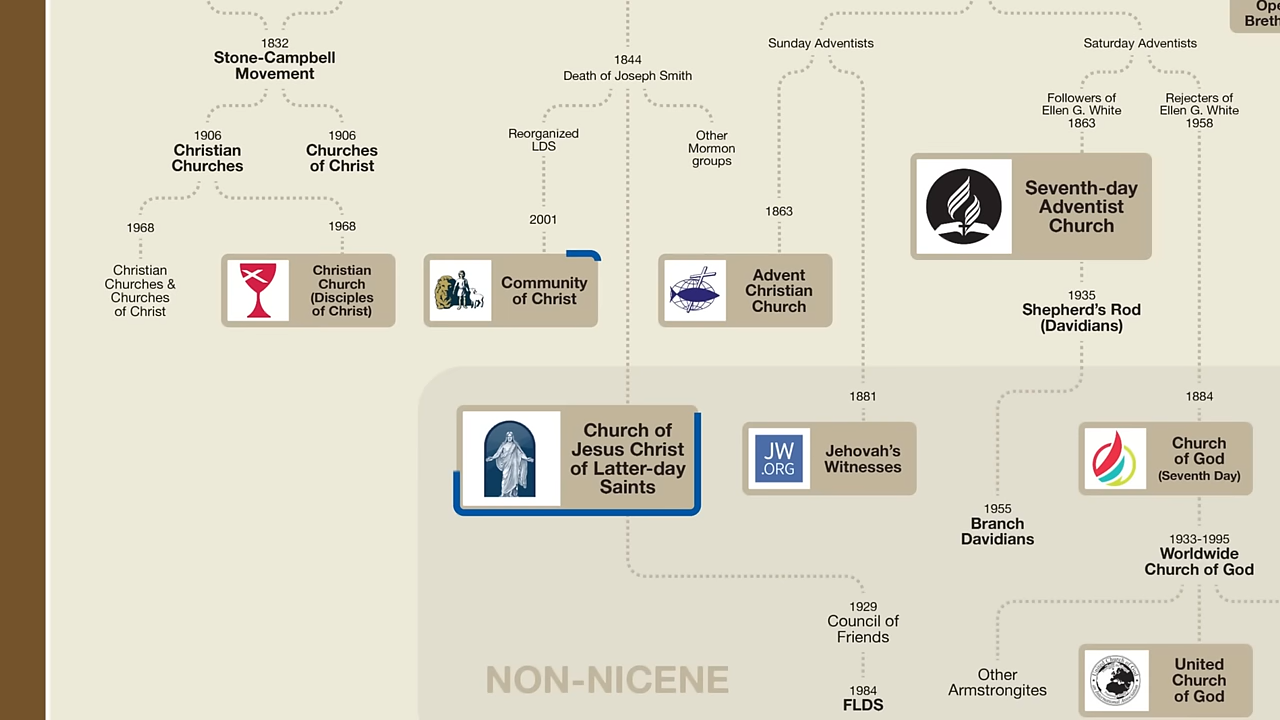 Ope
Breth
1832
Stone-Campbell
Movement
1844
Death of Joseph Smith
Sunday Adventists
Saturday Adventists
Followers of
Ellen G. White
1863
Rejecters of
Ellen G. White
1958
1906
Christian
Churches
1906
Churches
of Christ
Reorganized
LDS
Other
Mormon
groups
Seventh-day
Adventist
Church
1968
1968
2001
1863
Christian
Churches &
Churches
of Christ
Christian
Church
(Disciples
of Christ)
Community
of Christ
Advent
Christian
Church
1935
Shepherd's Rod
(Davidians)
1881
1884
Church of
Jesus Christ
of Latter-day
Saints
JW
.ORG
Jehovah's
Witnesses
Church
of God
(Seventh Day)
1955
Branch
Davidians
1933-1995
Worldwide
Church of God
1929
Council of
Friends
Other
Armstrongites
United
Church
of God
NON-NICENE
1984
FLDS